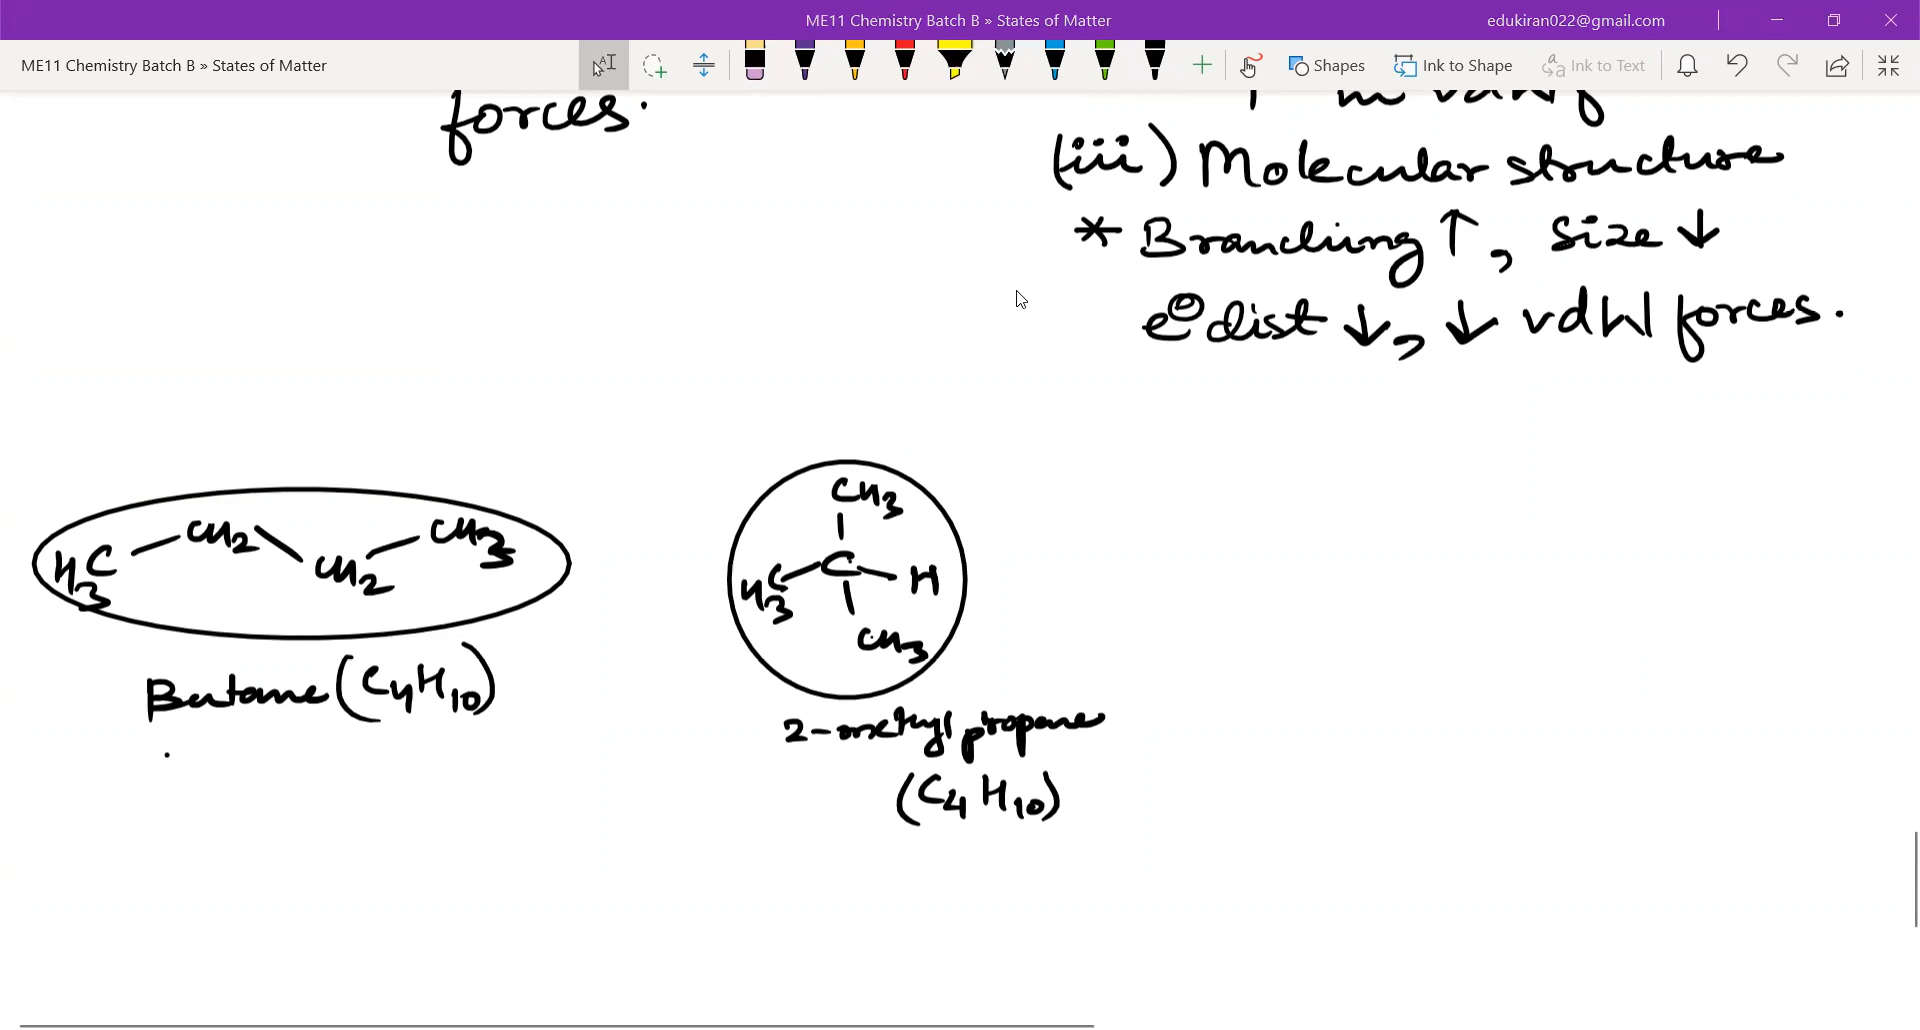 ME11 Chemistry Batch B » States of Matter
edukiran022@gmail.com
ME11 Chemistry Batch B » States of Matter
Shapes
Ink to Shape
Ink to Text
forces.
in vdW f
(iii) Molecular structure
* Branching ↑, Size ↓
e⊖ dist ↓, ↓ vdW forces.
H3C - CH2 \ CH2 - CH3
Butane (C4H10)
CH3
H3C - C - H
CH3
2-methyl propane
(C4H10)